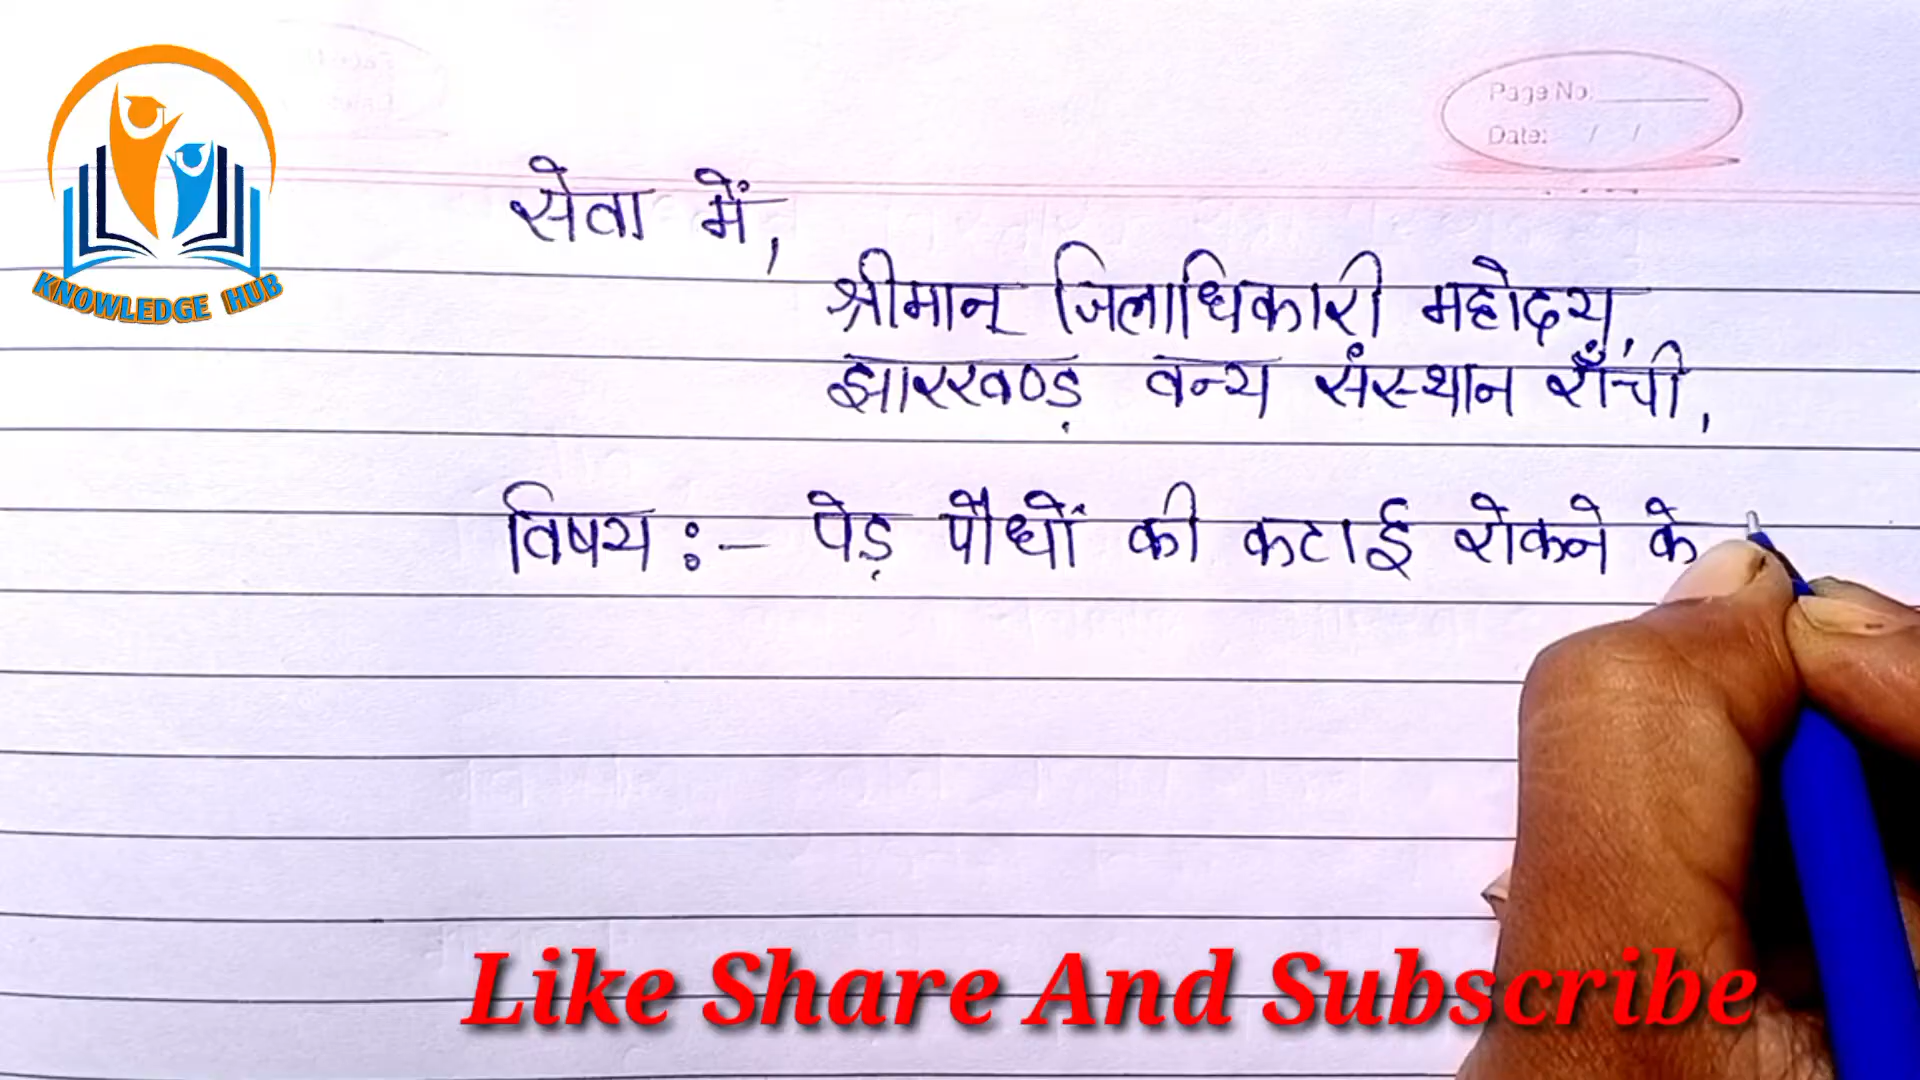 Page No.
Date: / /
KNOWLEDGE HUB
सेवा में,
श्रीमान् जिलाधिकारी महोदय,
झारखण्ड़ वन्य संस्थान राँची,
विषय :- पेड़ पौधों की कटाई रोकने के
Like Share And Subscribe